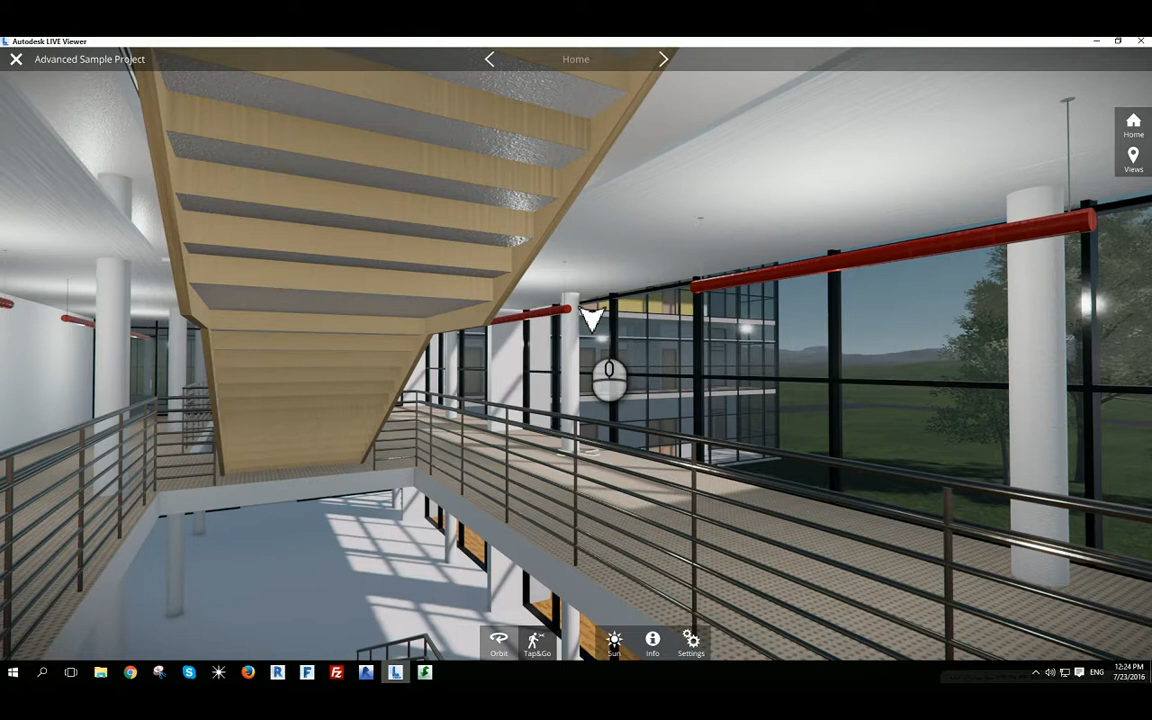 Autodesk LIVE Viewer
Advanced Sample Project
Home
Home
Views
Orbit
Tap&Go
Sun
Info
Settings
R
F
Fz
L
ENG
12:24 PM
7/23/2016